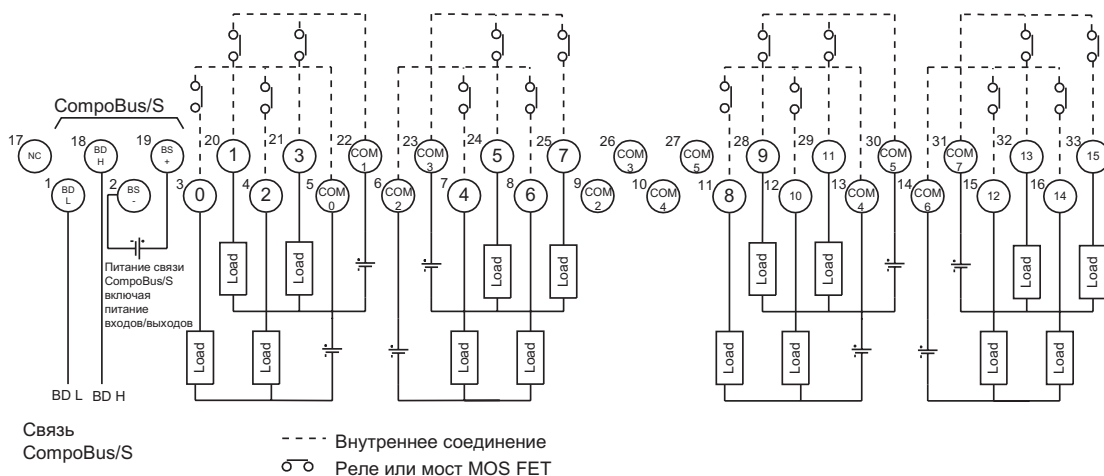 CompoBus/S
17 18 19 20 21 22 23 24 25 26 27 28 29 30 31 32 33
NC BD H BS + 1 3 COM 1 COM 3 5 7 COM 3 COM 5 9 11 COM 5 COM 7 13 15
1 2 3 4 5 6 7 8 9 10 11 12 13 14 15 16
BD L BS - 0 2 COM 0 COM 2 4 6 COM 2 COM 4 8 10 COM 4 COM 6 12 14
Питание связи
CompoBus/S
включая
питание
входов/выходов
Load Load Load Load Load Load Load Load
Load Load Load Load Load Load Load Load
BD L BD H
Связь
CompoBus/S
Внутреннее соединение
Реле или мост MOS FET